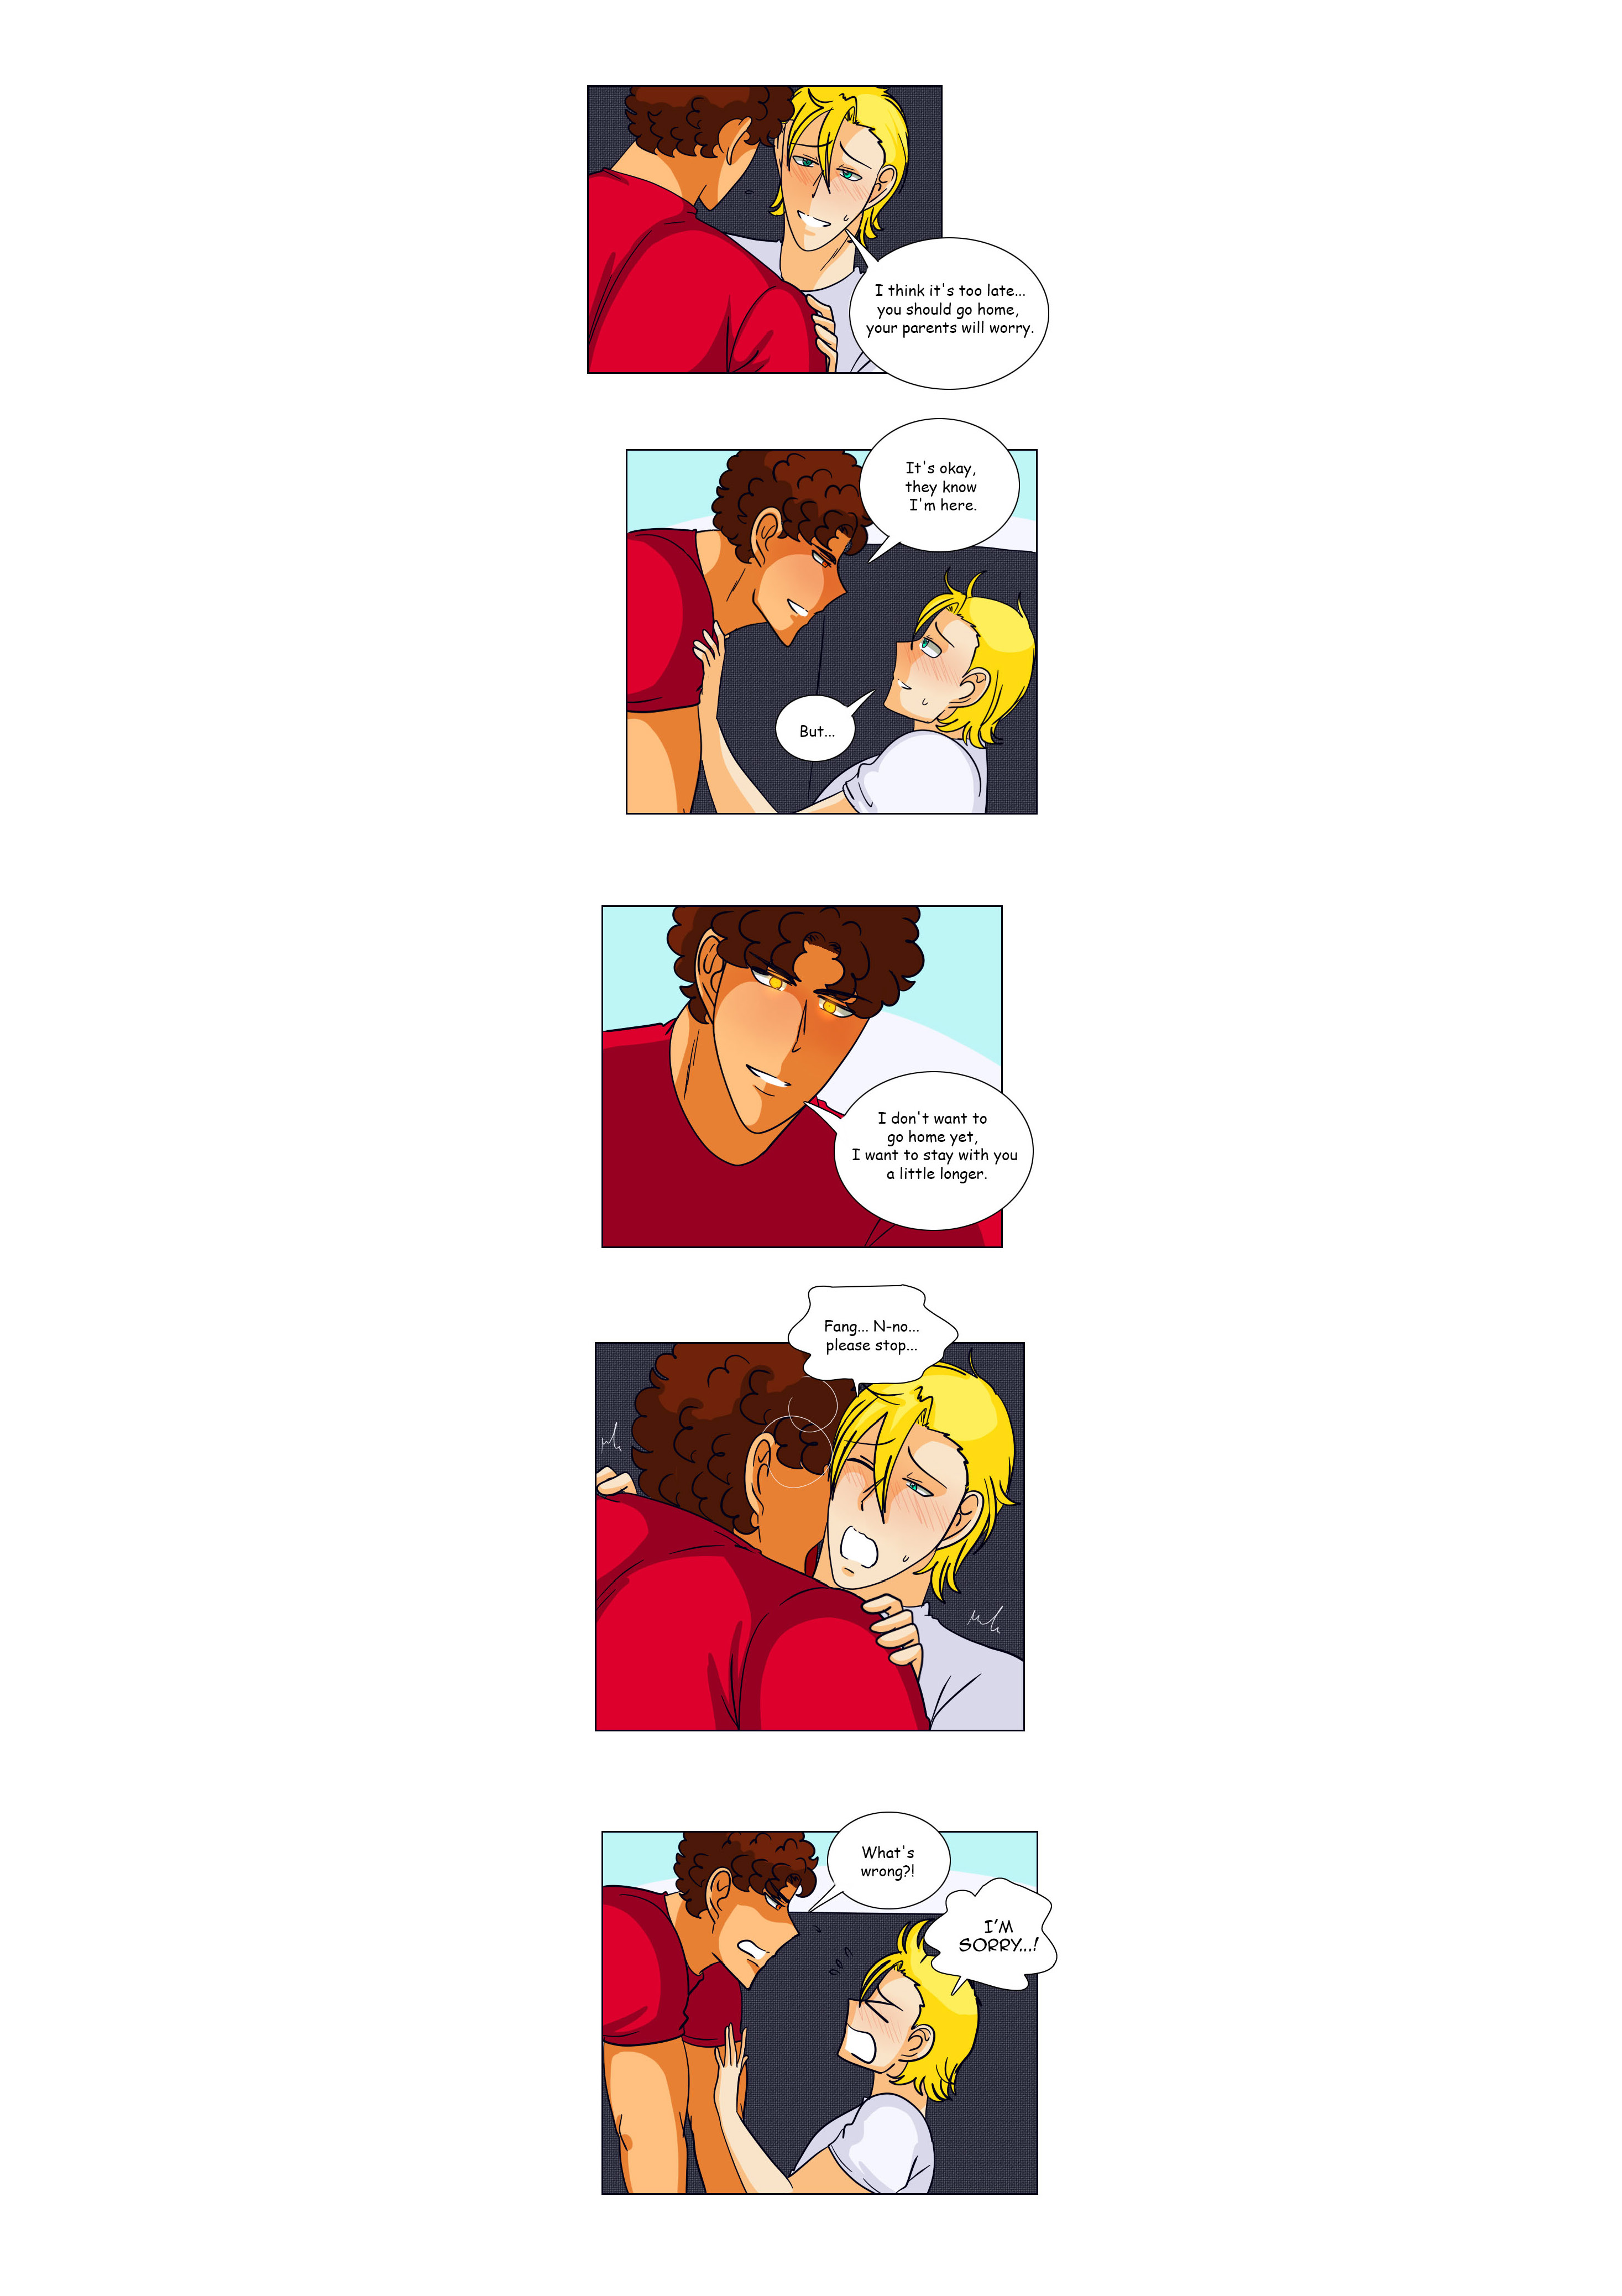 I think it's too late...
you should go home,
your parents will worry.
It's okay,
they know
I'm here.
But...
I don't want to
go home yet,
I want to stay with you
a little longer.
Fang... N-no...
please stop...
What's
wrong?!
I'M
SORRY...!